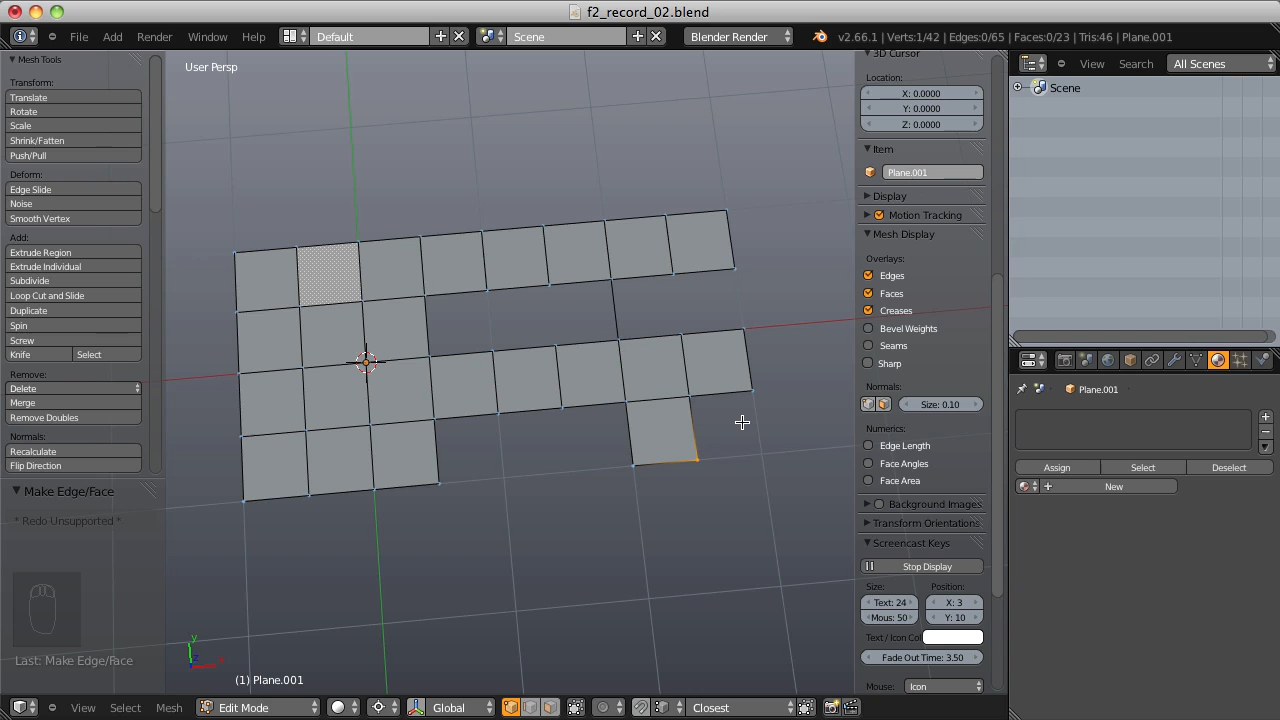 f2_record_02.blend
File Add Render Window Help Default Scene Blender Render v2.66.1 | Verts:1/42 | Edges:0/65 | Faces:0/23 | Tris:46 | Plane.001
Mesh Tools
Transform:
Translate
Rotate
Scale
Shrink/Fatten
Push/Pull
Deform:
Edge Slide
Noise
Smooth Vertex
Add:
Extrude Region
Extrude Individual
Subdivide
Loop Cut and Slide
Duplicate
Spin
Screw
Knife Select
Remove:
Delete
Merge
Remove Doubles
Normals:
Recalculate
Flip Direction
Make Edge/Face
* Redo Unsupported *
Last: Make Edge/Face
User Persp
y
(1) Plane.001
View Select Mesh Edit Mode Global Closest
3D Cursor
Location:
X: 0.0000
Y: 0.0000
Z: 0.0000
Item
Plane.001
Display
Motion Tracking
Mesh Display
Overlays:
Edges
Faces
Creases
Bevel Weights
Seams
Sharp
Normals:
Size: 0.10
Numerics:
Edge Length
Face Angles
Face Area
Background Images
Transform Orientations
Screencast Keys
Stop Display
Size: Position:
Text: 24 X: 3
Mous: 50 Y: 10
Text / Icon Col
Fade Out Time: 3.50
Mouse: Icon
View Search All Scenes
Scene
Plane.001
Assign Select Deselect
New